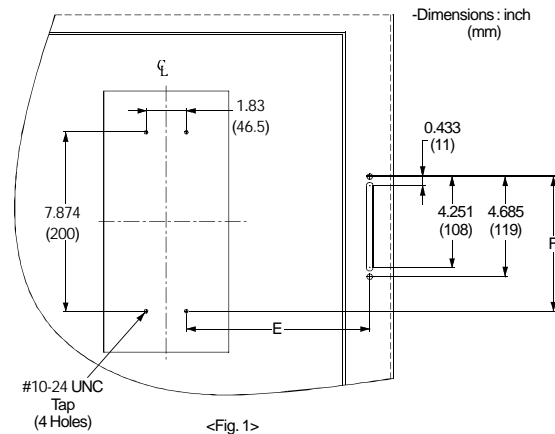 -Dimensions : inch
(mm)
℄
1.83
(46.5)
0.433
(11)
7.874
(200)
4.251
(108)
4.685
(119)
F
E
#10-24 UNC
Tap
(4 Holes)
<Fig. 1>